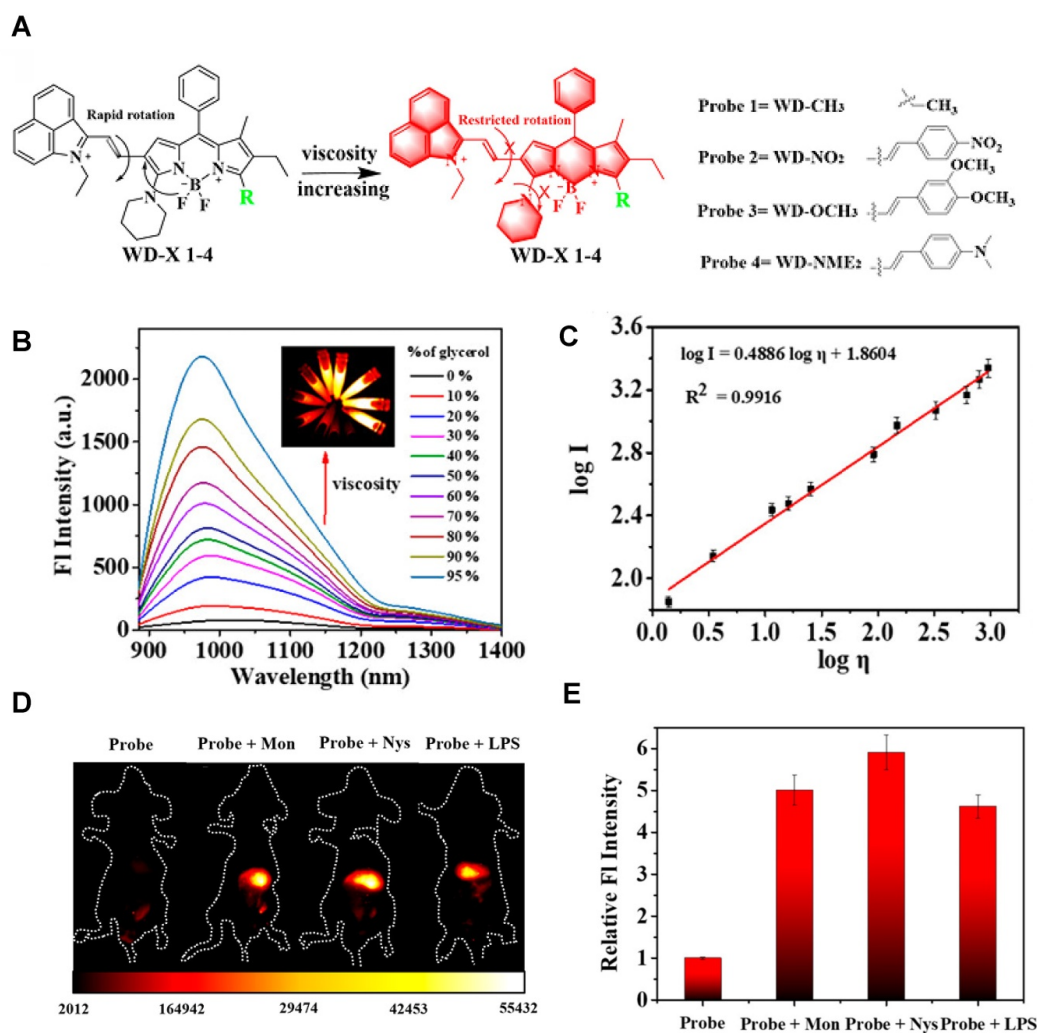 A
Rapid rotation
N
+
N
N
+
-
B
F
F
N
R
WD-X 1-4
viscosity
increasing
Restricted rotation
X
N
+
N
N
+
-
B
X
F
F
R
WD-X 1-4
Probe 1= WD-CH₃
CH₃
Probe 2= WD-NO₂
NO₂
OCH₃
Probe 3= WD-OCH₃
OCH₃
Probe 4= WD-NME₂
N
B
Fl Intensity (a.u.)
2000
1500
1000
500
0
900 1000 1100 1200 1300 1400
Wavelength (nm)
viscosity
% of glycerol
0 %
10 %
20 %
30 %
40 %
50 %
60 %
70 %
80 %
90 %
95 %
C
log I = 0.4886 log η + 1.8604
R² = 0.9916
log I
3.6
3.2
2.8
2.4
2.0
0.0 0.5 1.0 1.5 2.0 2.5 3.0
log η
D
Probe Probe + Mon Probe + Nys Probe + LPS
2012 164942 29474 42453 55432
E
Relative Fl Intensity
6
5
4
3
2
1
0
Probe Probe + Mon Probe + Nys Probe + LPS